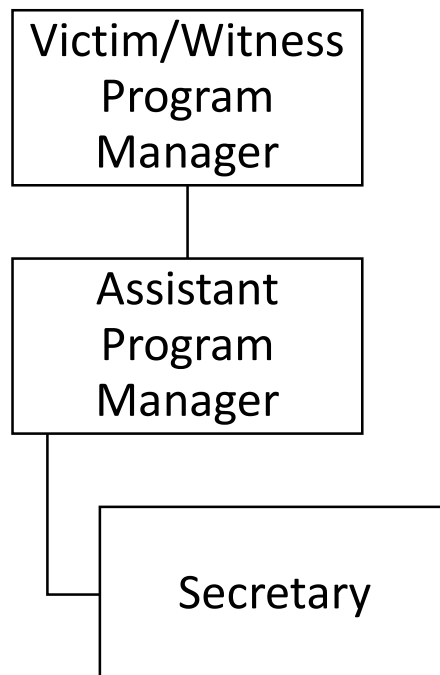 Victim/Witness
Program
Manager
Assistant
Program
Manager
Secretary